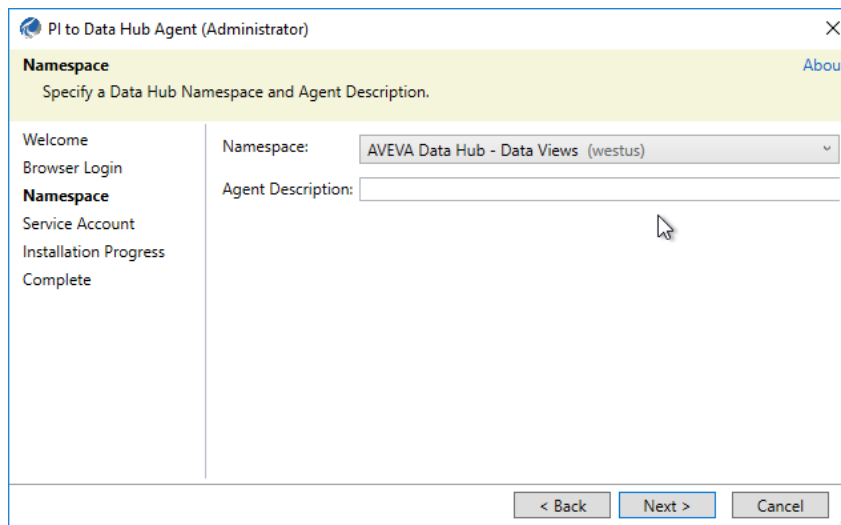 PI to Data Hub Agent (Administrator)
Namespace
Abou
Specify a Data Hub Namespace and Agent Description.
Welcome
Browser Login
Namespace
Service Account
Installation Progress
Complete
Namespace:
AVEVA Data Hub - Data Views (westus)
Agent Description:
< Back
Next >
Cancel